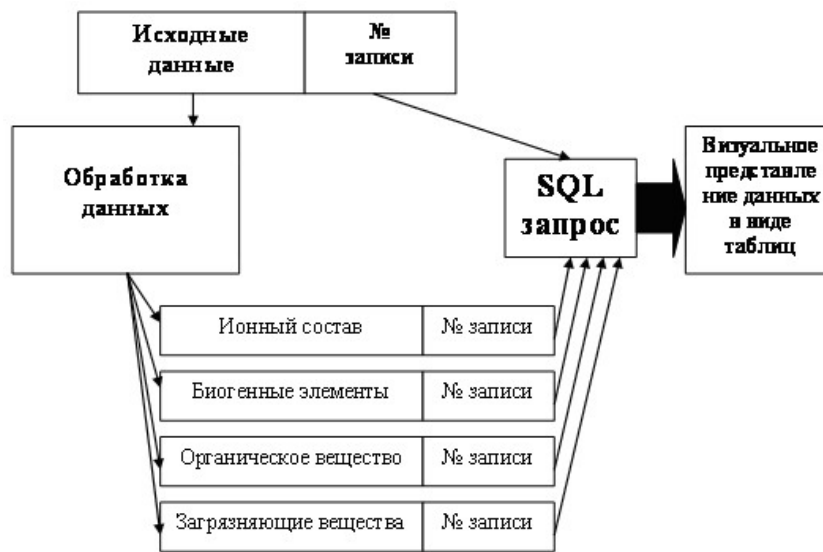 Исходные
данные
№
записи
Обработка
данных
SQL
запрос
Визуальное
представле
ние данных
в виде
таблиц
Ионный состав
№ записи
Биогенные элементы
№ записи
Органическое вещество
№ записи
Загрязняющие вещества
№ записи